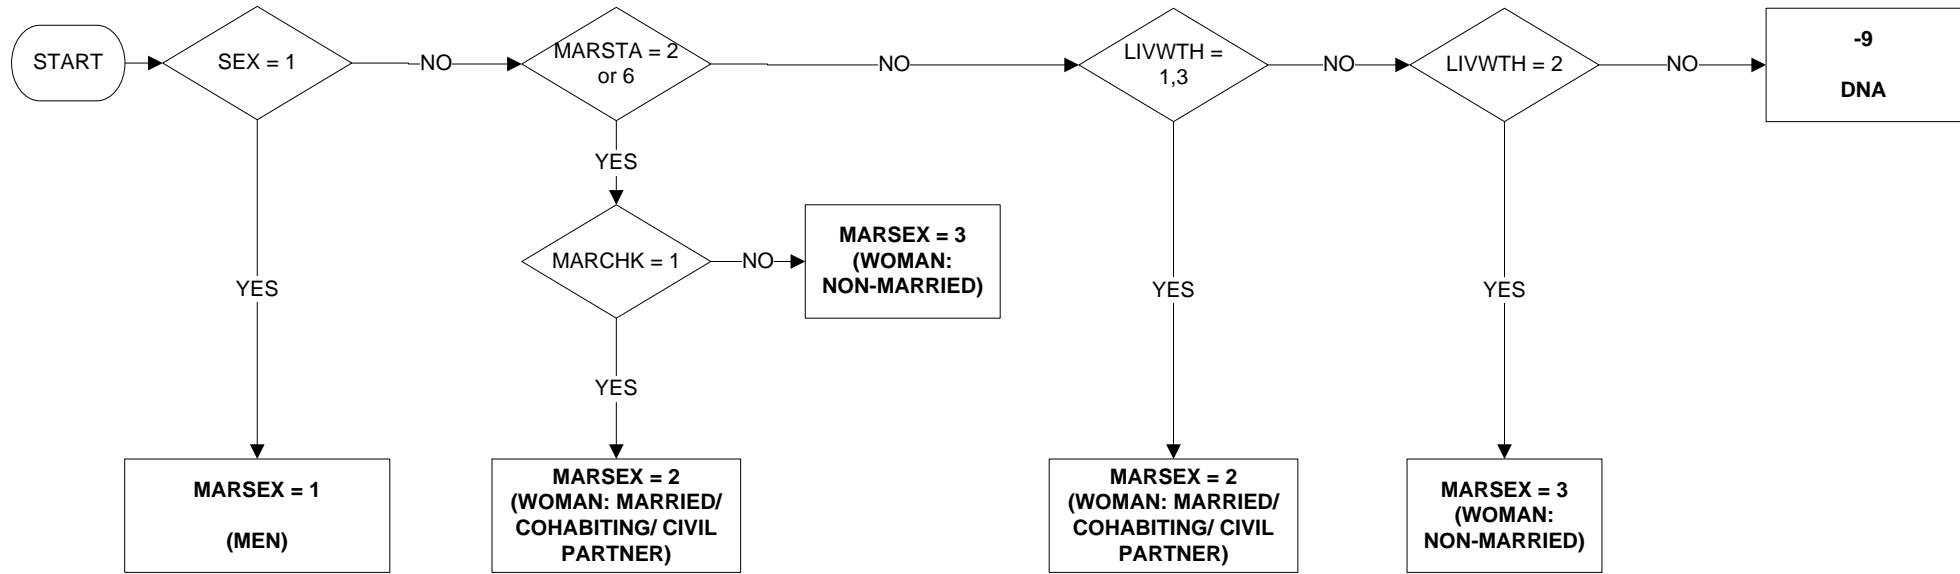 START
SEX = 1
NO
MARSTA = 2
or 6
NO
LIVWTH =
1,3
NO
LIVWTH = 2
NO
-9
DNA
YES
MARCHK = 1
NO
MARSEX = 3
(WOMAN:
NON-MARRIED)
YES
YES
YES
YES
MARSEX = 1
(MEN)
MARSEX = 2
(WOMAN: MARRIED/
COHABITING/ CIVIL
PARTNER)
MARSEX = 2
(WOMAN: MARRIED/
COHABITING/ CIVIL
PARTNER)
MARSEX = 3
(WOMAN:
NON-MARRIED)